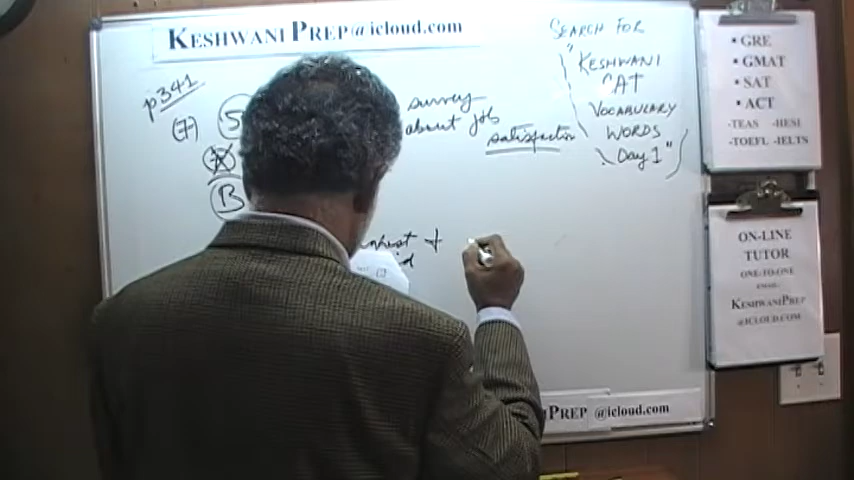 KESHWANI PREP@icloud.com
p341
(7) 5
survey
about job
satisfaction
B
SEARCH FOR
"KESHWANI
CAT
VOCABULARY
WORDS
Day 1"
• GRE
• GMAT
• SAT
• ACT
-TEAS -HESI
-TOEFL -IELTS
ON-LINE
TUTOR
ONE-TO-ONE
KESHWANIPREP
@ICLOUD.COM
PREP @icloud.com